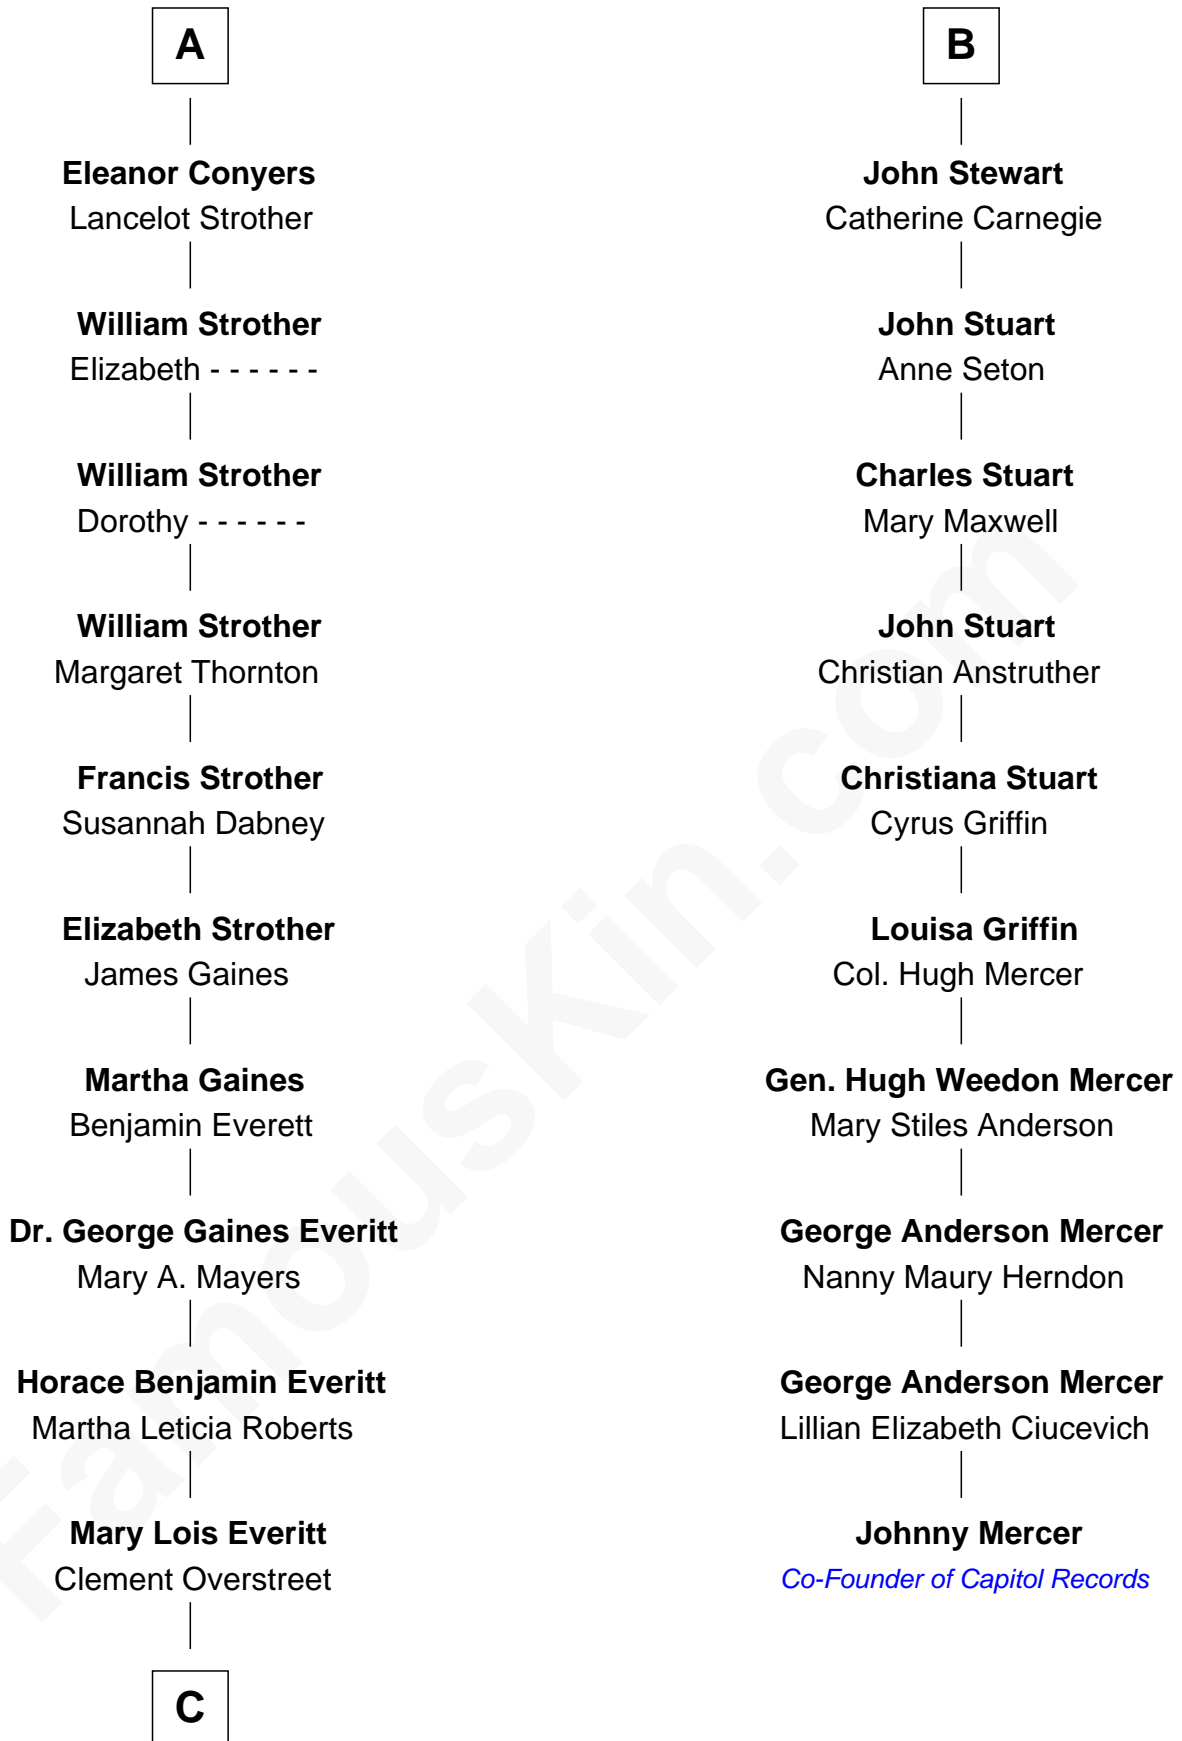 A
Eleanor Conyers
Lancelot Strother
William Strother
Elizabeth - - - - - -
William Strother
Dorothy - - - - - -
William Strother
Margaret Thornton
Francis Strother
Susannah Dabney
Elizabeth Strother
James Gaines
Martha Gaines
Benjamin Everett
Dr. George Gaines Everitt
Mary A. Mayers
Horace Benjamin Everitt
Martha Leticia Roberts
Mary Lois Everitt
Clement Overstreet
C
B
John Stewart
Catherine Carnegie
John Stuart
Anne Seton
Charles Stuart
Mary Maxwell
John Stuart
Christian Anstruther
Christiana Stuart
Cyrus Griffin
Louisa Griffin
Col. Hugh Mercer
Gen. Hugh Weedon Mercer
Mary Stiles Anderson
George Anderson Mercer
Nanny Maury Herndon
George Anderson Mercer
Lillian Elizabeth Ciucevich
Johnny Mercer
Co-Founder of Capitol Records
FamousKin.com